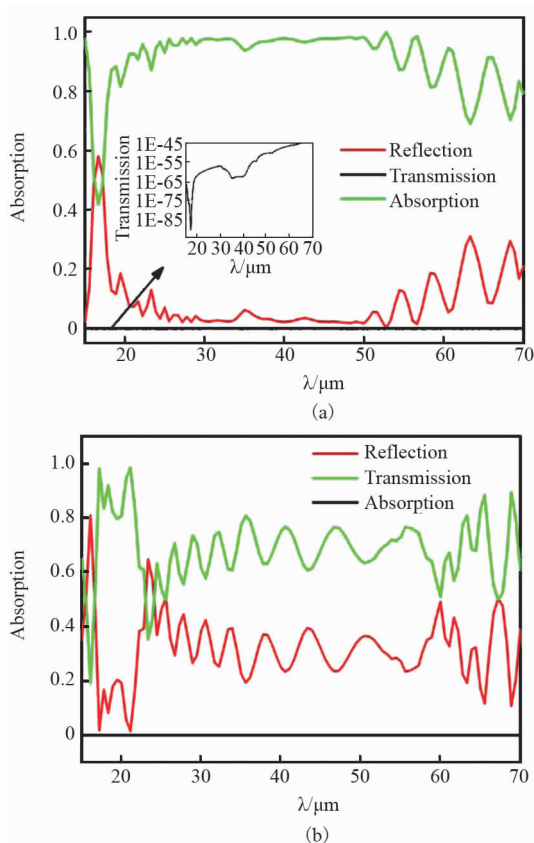 1.0
0.8
0.6
0.4
0.2
0
Absorption
Transmission
1E-45
1E-55
1E-65
1E-75
1E-85
20 30 40 50 60 70
λ/μm
Reflection
Transmission
Absorption
20 30 40 50 60 70
λ/μm
(a)
1.0
0.8
0.6
0.4
0.2
0
Absorption
Reflection
Transmission
Absorption
20 30 40 50 60 70
λ/μm
(b)